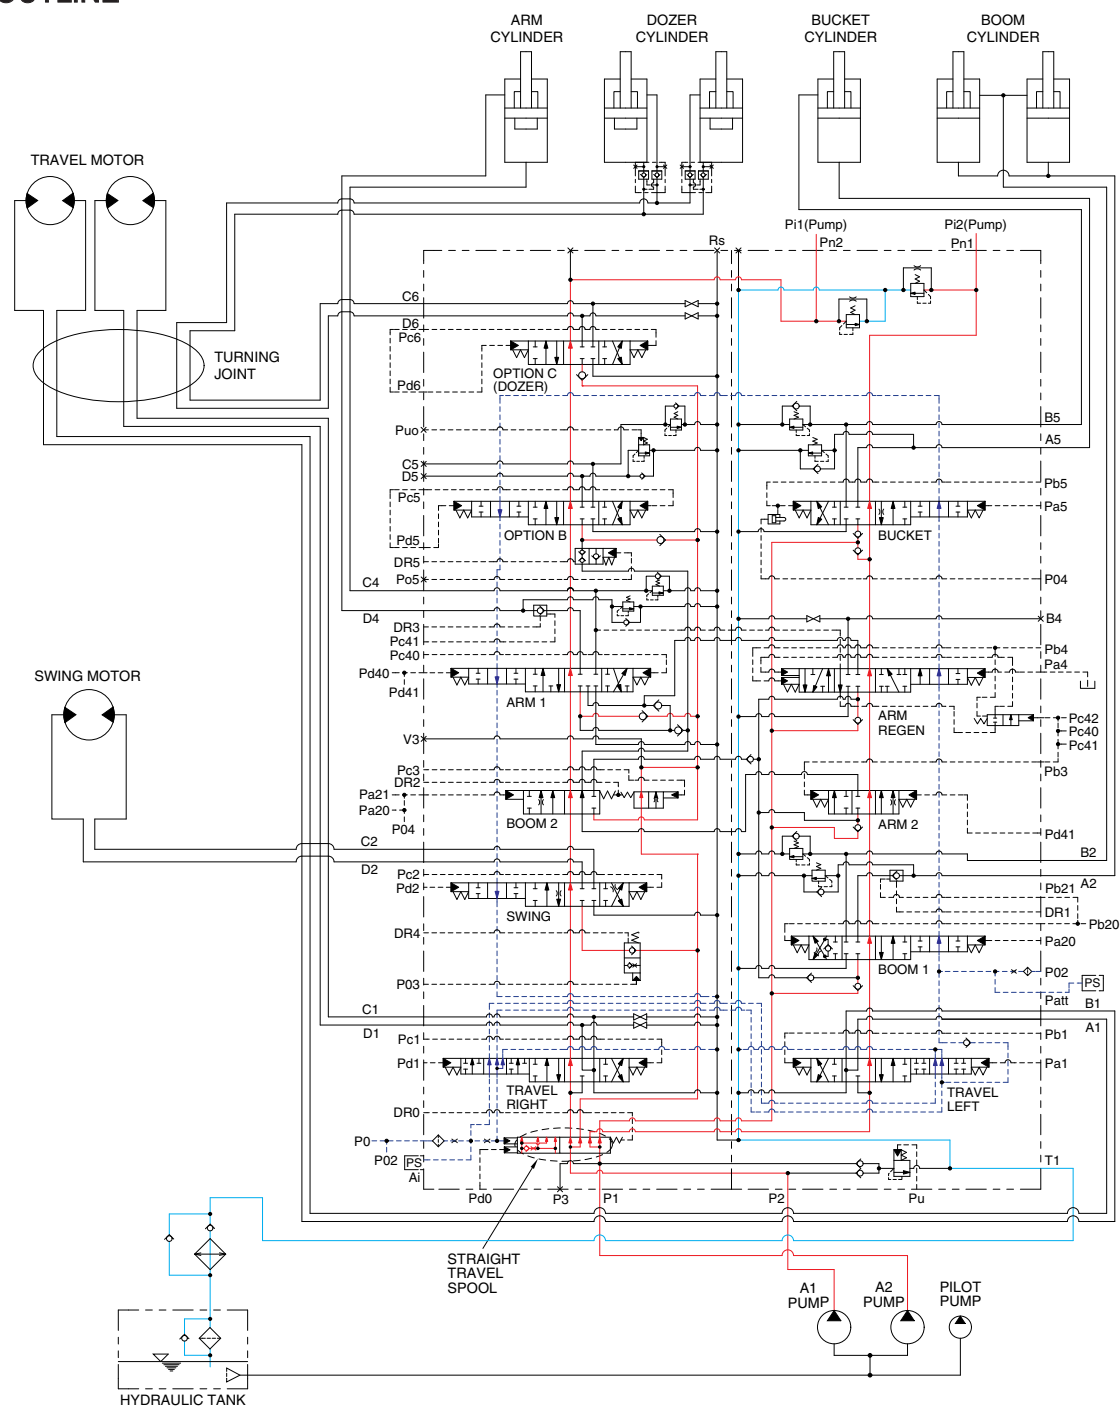 OUTLINE
ARM
CYLINDER
DOZER
CYLINDER
BUCKET
CYLINDER
BOOM
CYLINDER
TRAVEL MOTOR
TURNING
JOINT
SWING MOTOR
Pi1(Pump)
Pn2
Pi2(Pump)
Pn1
Rs
C6
D6
Pc6
Pd6
OPTION C
(DOZER)
Puo
C5
D5
Pc5
Pd5
OPTION B
DR5
Po5
C4
D4
DR3
Pc41
Pc40
Pd40
Pd41
ARM 1
V3
Pc3
DR2
Pa21
Pa20
P04
BOOM 2
C2
D2
Pc2
Pd2
SWING
DR4
P03
C1
D1
Pc1
Pd1
TRAVEL
RIGHT
DR0
P0
P02
PS
Ai
Pd0
P3
P1
P2
Pu
B5
A5
Pb5
Pa5
BUCKET
P04
B4
Pb4
Pa4
ARM
REGEN
Pc42
Pc40
Pc41
Pb3
ARM 2
Pd41
B2
A2
Pb21
DR1
Pb20
Pa20
BOOM 1
P02
PS
Patt
B1
A1
Pb1
Pa1
TRAVEL
LEFT
T1
STRAIGHT
TRAVEL
SPOOL
A1
PUMP
A2
PUMP
PILOT
PUMP
HYDRAULIC TANK